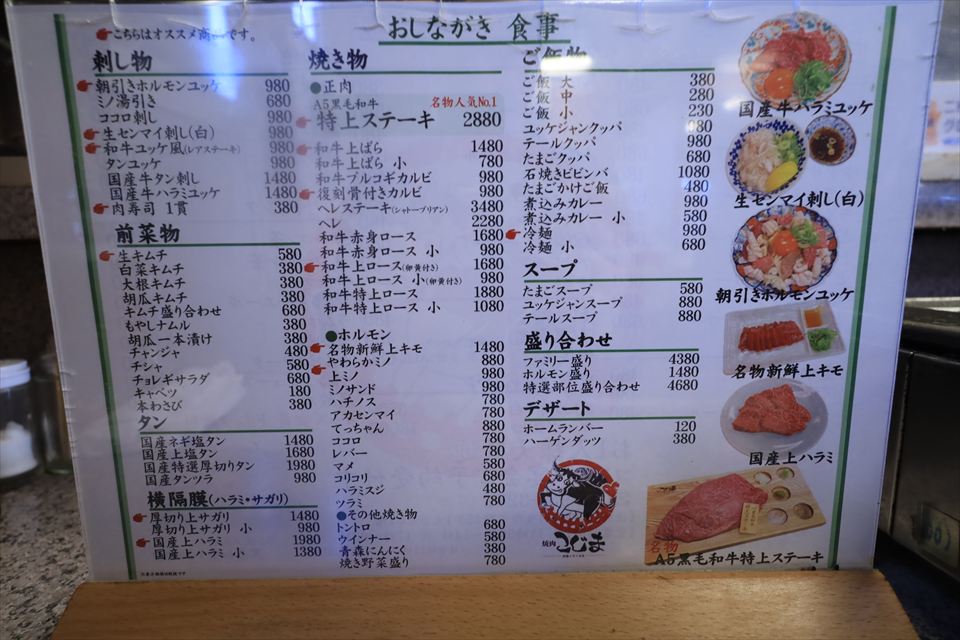 おしながき 食事
こちらはオススメ商 です。
刺し物
朝引きホルモンユッケ 980
ミノ湯引き 680
ココロ刺し 980
生センマイ刺し(白) 980
和牛ユッケ風(レアステーキ) 980
タンユッケ 980
国産牛タン刺し 1480
国産牛ハラミユッケ 1480
肉寿司 1貫 380
前菜物
生キムチ 580
白菜キムチ 380
大根キムチ 380
胡瓜キムチ 380
キムチ盛り合わせ 680
もやしナムル 380
胡瓜一本漬け 380
チャンジャ 480
チシャ 580
チョレギサラダ 680
キャベツ 180
本わさび 380
タン
国産ネギ塩タン 1480
国産上塩タン 1680
国産特選厚切りタン 1980
国産タンツラ 980
横隔膜(ハラミ・サガリ)
厚切り上サガリ 1480
厚切り上サガリ 小 980
国産上ハラミ 1980
国産上ハラミ 小 1380
焼き物
●正肉
A5黒毛和牛 名物人気No.1
特上ステーキ 2880
和牛上ばら 1480
和牛上ばら 小 780
和牛プルコギカルビ 980
復刻骨付きカルビ 980
ヘレステーキ(シャトーブリアン) 3480
ヘレ 2280
和牛赤身ロース 1680
和牛赤身ロース 小 980
和牛上ロース(卵黄付き) 1680
和牛上ロース 小(卵黄付き) 980
和牛特上ロース 1880
和牛特上ロース 小 1080
●ホルモン
名物新鮮上キモ 1480
やわらかミノ 880
上ミノ 980
ミノサンド 980
ハチノス 780
アカセンマイ 780
てっちゃん 880
ココロ 780
レバー 780
マメ 580
コリコリ 680
ハラミスジ 480
ツラミ 780
●その他焼き物
トントロ 680
ウインナー 580
青森にんにく 380
焼き野菜盛り 780
ご飯物
ご飯 大 380
ご飯 中 280
ご飯 小 230
ユッケジャンクッパ 980
テールクッパ 980
たまごクッパ 680
石焼きビビンバ 1080
たまごかけご飯 480
煮込みカレー 980
煮込みカレー 小 580
冷麺 980
冷麺 小 680
スープ
たまごスープ 580
ユッケジャンスープ 880
テールスープ 880
盛り合わせ
ファミリー盛り 4380
ホルモン盛り 1480
特選部位盛り合わせ 4680
デザート
ホームランバー 120
ハーゲンダッツ 380
焼肉 こじま
国産牛ハラミユッケ
生センマイ刺し(白)
朝引きホルモンユッケ
名物新鮮上キモ
国産上ハラミ
名物
A5黒毛和牛特上ステーキ